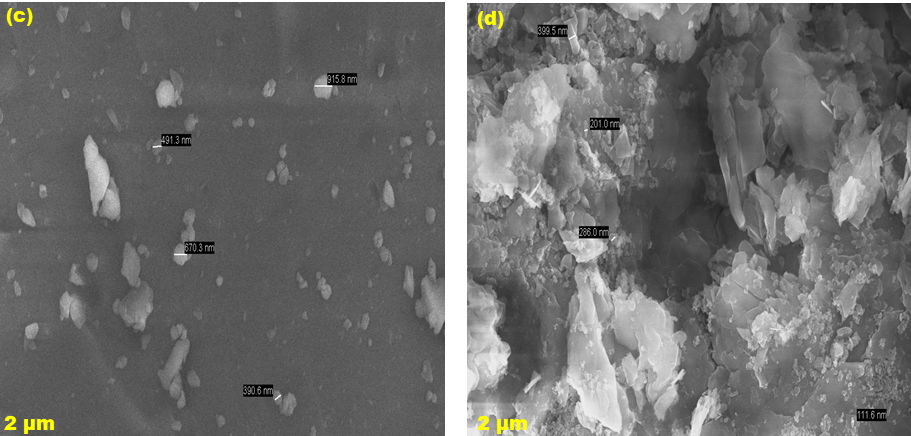 (c)
915.8 nm
491.3 nm
670.3 nm
390.6 nm
2 µm
(d)
399.5 nm
201.0 nm
286.0 nm
111.6 nm
2 µm